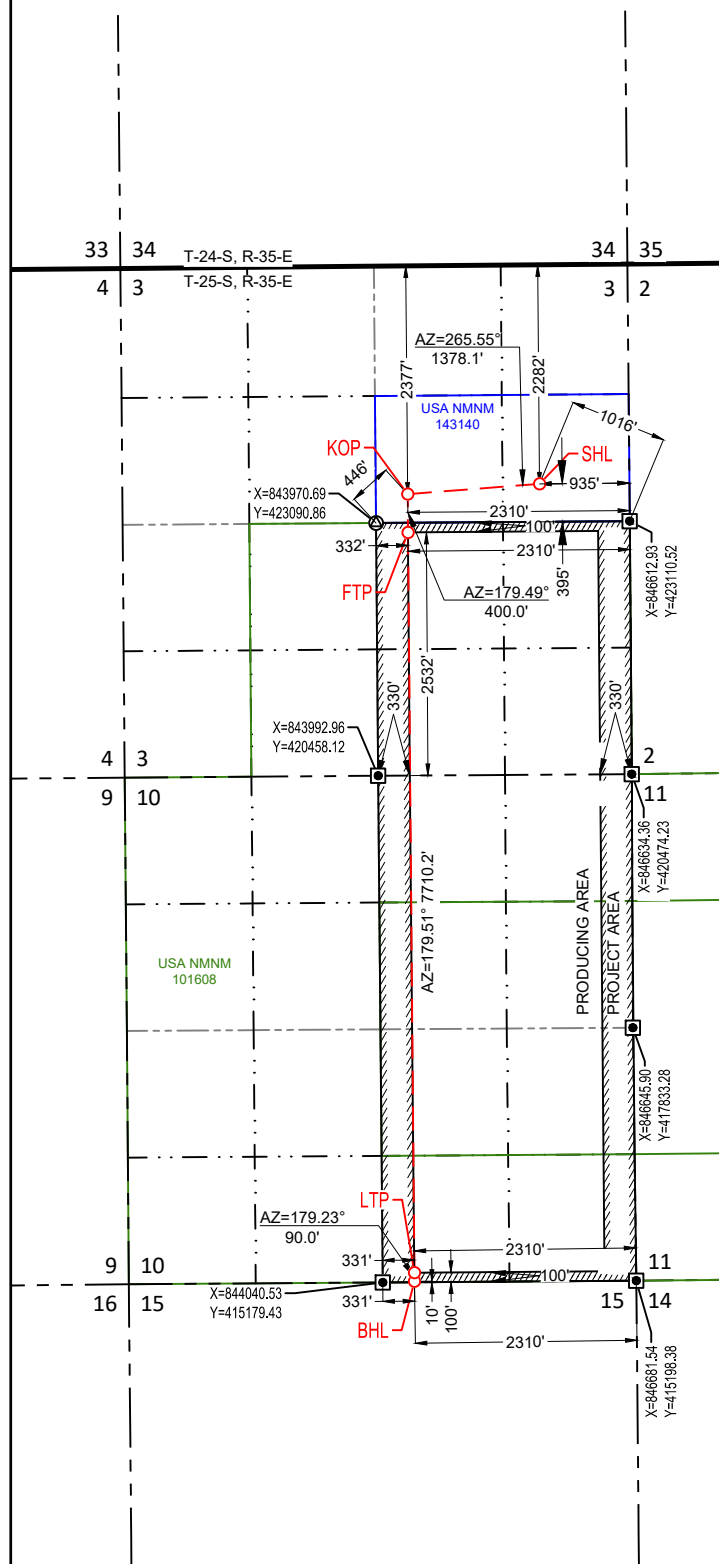 33 34
34 35
T-24-S, R-35-E
T-25-S, R-35-E
4 3
3 2
AZ=265.55°
1378.1'
2377'
2282'
USA NMNM
143140
1016'
KOP
SHL
446'
935'
X=843970.69
Y=423090.86
2310'
100'
332'
2310'
FTP
AZ=179.49°
400.0'
395'
X=846612.93
Y=423110.52
2532'
330'
330'
X=843992.96
Y=420458.12
4 3
2
9 10
11
X=846634.36
Y=420474.23
AZ=179.51° 7710.2'
PRODUCING AREA
PROJECT AREA
USA NMNM
101608
X=846645.90
Y=417833.28
LTP
AZ=179.23°
90.0'
331'
2310'
9 10
11
100'
16 15
15 14
X=844040.53
Y=415179.43
331'
10'
100'
BHL
2310'
X=846681.54
Y=415198.38